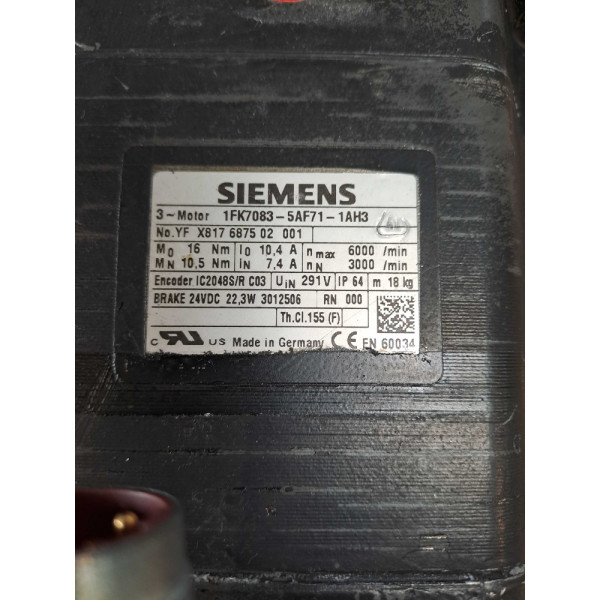 SIEMENS
3~Motor 1FK7083-5AF71-1AH3
No.YF X817 6875 02 001
M0 16 Nm I0 10,4 A nmax 6000 /min
MN 10,5 Nm IN 7,4 A nN 3000 /min
Encoder IC2048S/R C03 UIN 291V IP 64 m 18 kg
BRAKE 24VDC 22,3W 3012506 RN 000
Th.Cl.155 (F)
c RU US Made in Germany CE EN 60034